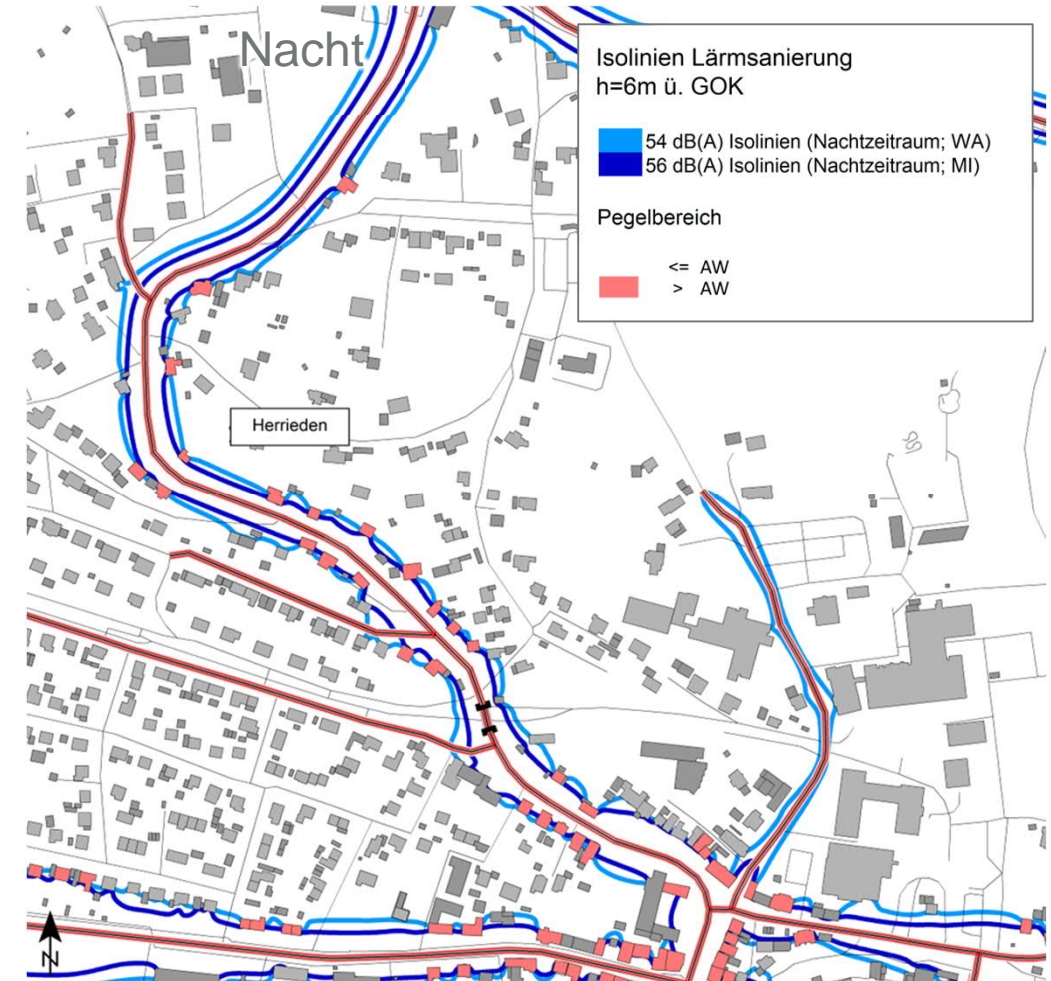 Nacht
Isolinien Lärmsanierung
h=6m ü. GOK
54 dB(A) Isolinien (Nachtzeitraum; WA)
56 dB(A) Isolinien (Nachtzeitraum; MI)
Pegelbereich
<= AW
> AW
Herrieden
N